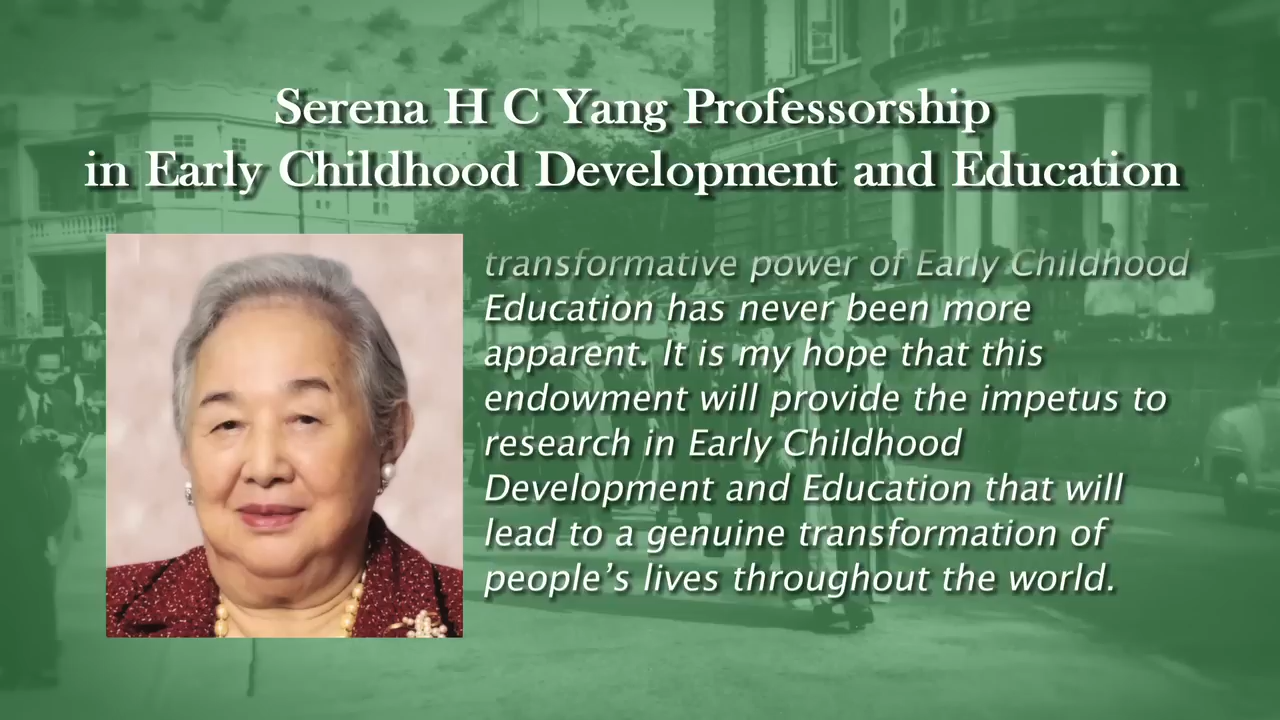 Serena H C Yang Professorship
in Early Childhood Development and Education
transformative power of Early Childhood
Education has never been more
apparent. It is my hope that this
endowment will provide the impetus to
research in Early Childhood
Development and Education that will
lead to a genuine transformation of
people’s lives throughout the world.